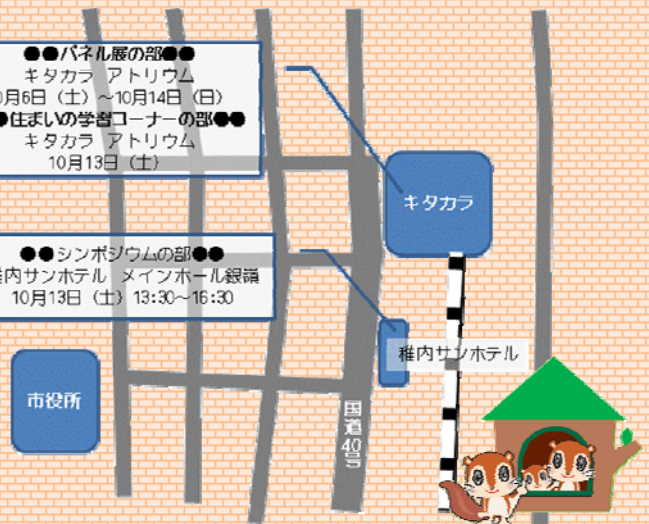 ●●パネル展の部●●
キタカラ アトリウム
月6日（土）～10月14日（日）
●住まいの学習コーナーの部●●
キタカラ アトリウム
10月13日（土）
キタカラ
●●シンポジウムの部●●
内サンホテル メインホール銀嶺
10月13日（土）13:30～16:30
稚内サンホテル
市役所
国道40号